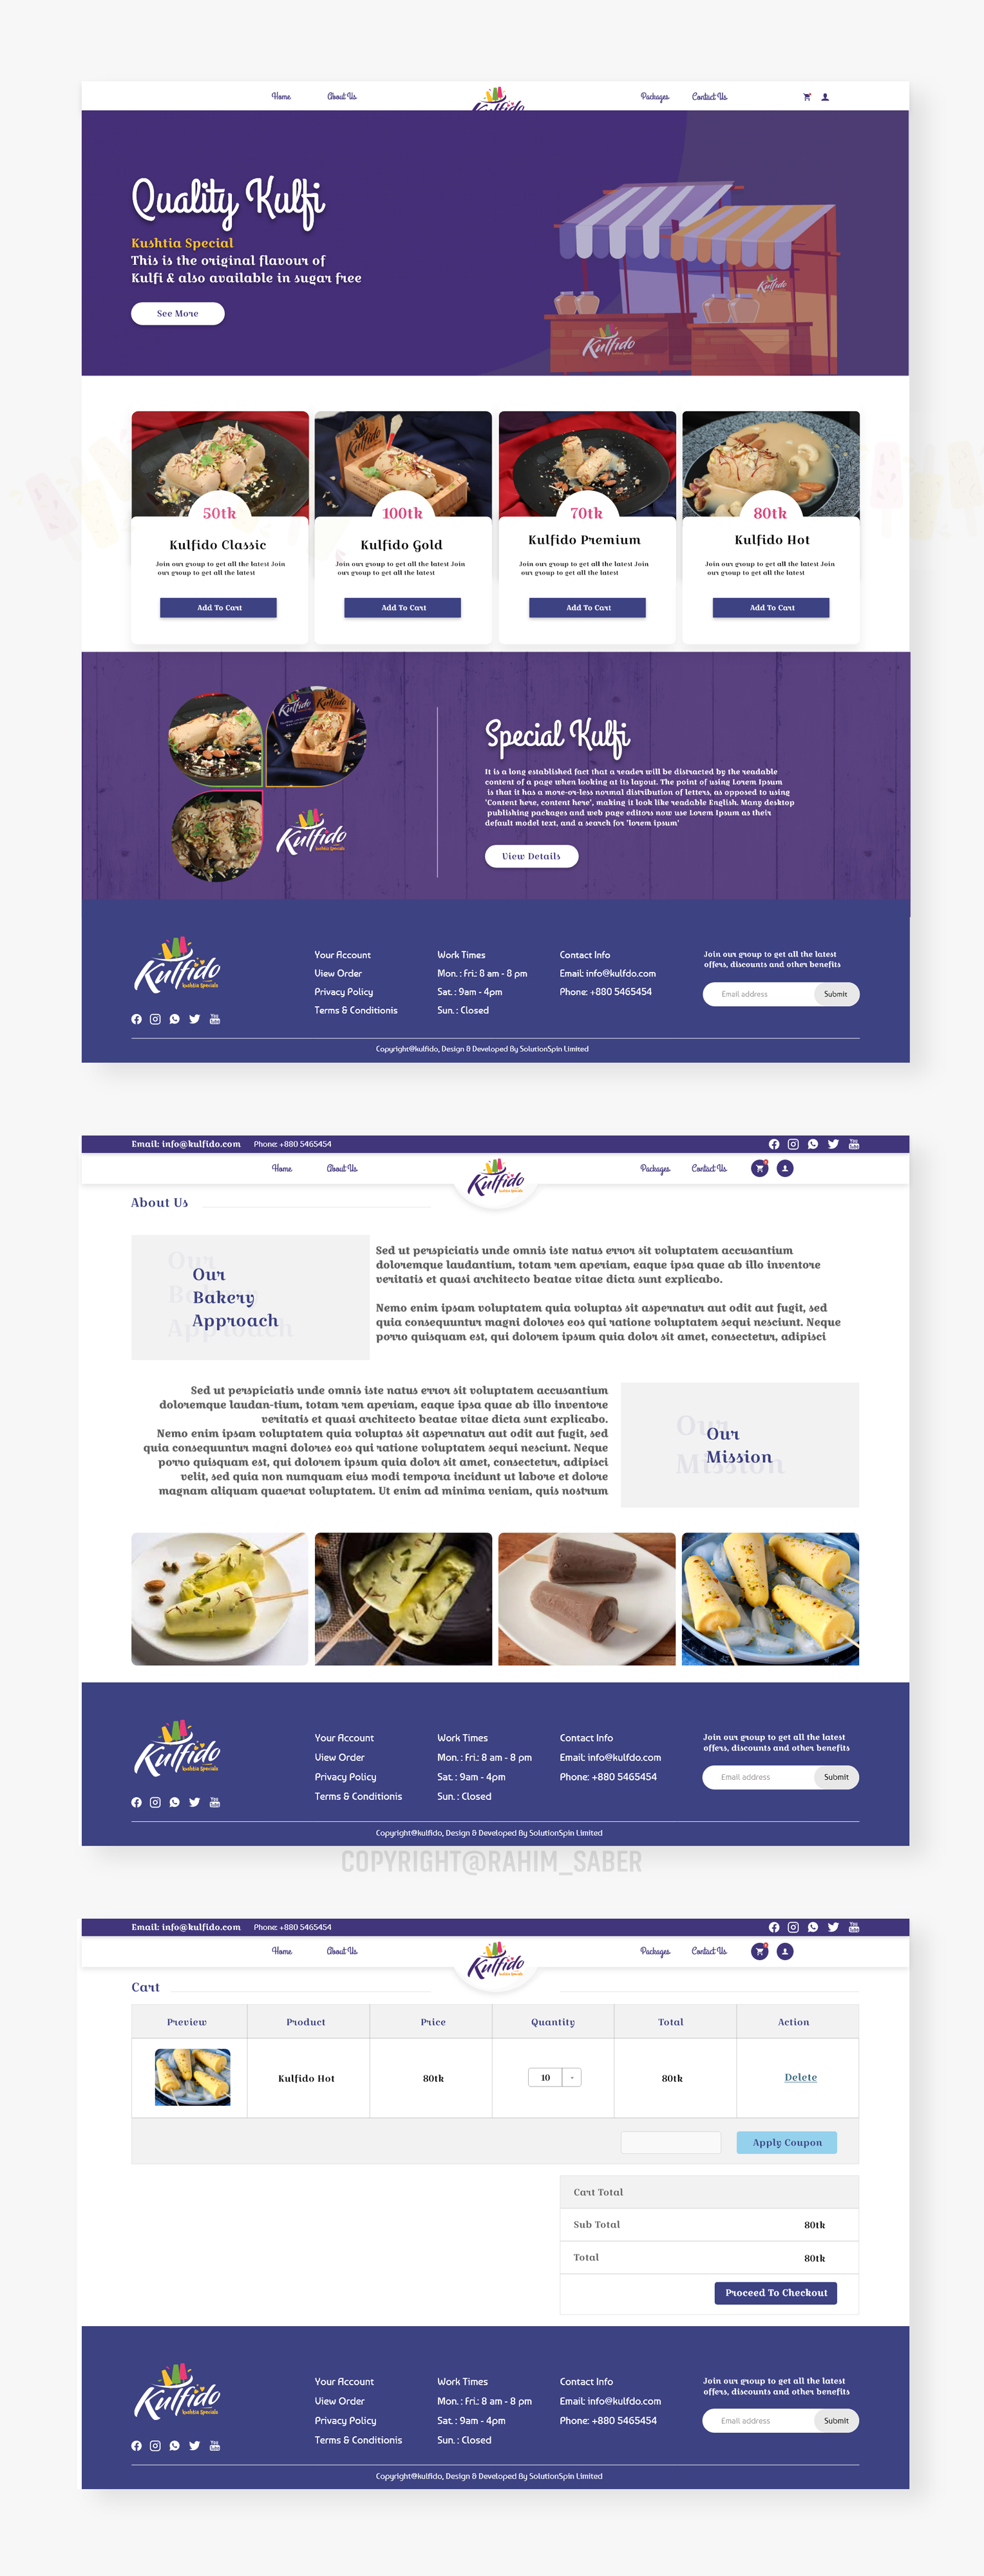 Home
About Us
Kulfido
Packages
Contact Us
Quality Kulfi
Kushtia Special
This is the original flavour of
Kulfi & also available in sugar free
See More
Kulfido
Kulfido
Kulfido
50tk
100tk
70tk
80tk
Kulfido Classic
Join our group to get all the latest Join
our group to get all the latest
Add To Cart
Kulfido Gold
Join our group to get all the latest Join
our group to get all the latest
Add To Cart
Kulfido Premium
Join our group to get all the latest Join
our group to get all the latest
Add To Cart
Kulfido Hot
Join our group to get all the latest Join
our group to get all the latest
Add To Cart
Kulfido
Kulfido
Kulfido
kushtia Specials
Special Kulfi
It is a long established fact that a reader will be distracted by the readable
content of a page when looking at its layout. The point of using Lorem Ipsum
is that it has a more-or-less normal distribution of letters, as opposed to using
'Content here, content here', making it look like readable English. Many desktop
publishing packages and web page editors now use Lorem Ipsum as their
default model text, and a search for 'lorem ipsum'
View Details
Kulfido
kushtia Specials
You
Tube
Your Account
View Order
Privacy Policy
Terms & Conditionis
Work Times
Mon. : fri.: 8 am - 8 pm
Sat. : 9am - 4pm
Sun. : Closed
Contact Info
Email: info@kulfdo.com
Phone: +880 5465454
Join our group to get all the latest
offers, discounts and other benefits
Email address
Submit
Copyright@kulfido, Design & Developed By SolutionSpin Limited
Email: info@kulfido.com
Phone: +880 5465454
You
Tube
Home
About Us
Kulfido
kushtia Specials
Packages
Contact Us
About Us
Our
Bakery
Approach
Our
Bakery
Approach
Sed ut perspiciatis unde omnis iste natus error sit voluptatem accusantium
doloremque laudantium, totam rem aperiam, eaque ipsa quae ab illo inventore
veritatis et quasi architecto beatae vitae dicta sunt explicabo.
Nemo enim ipsam voluptatem quia voluptas sit aspernatur aut odit aut fugit, sed
quia consequuntur magni dolores eos qui ratione voluptatem sequi nesciunt. Neque
porro quisquam est, qui dolorem ipsum quia dolor sit amet, consectetur, adipisci
Sed ut perspiciatis unde omnis iste natus error sit voluptatem accusantium
doloremque laudan-tium, totam rem aperiam, eaque ipsa quae ab illo inventore
veritatis et quasi architecto beatae vitae dicta sunt explicabo.
Nemo enim ipsam voluptatem quia voluptas sit aspernatur aut odit aut fugit, sed
quia consequuntur magni dolores eos qui ratione voluptatem sequi nesciunt. Neque
porro quisquam est, qui dolorem ipsum quia dolor sit amet, consectetur, adipisci
velit, sed quia non numquam eius modi tempora incidunt ut labore et dolore
magnam aliquam quaerat voluptatem. Ut enim ad minima veniam, quis nostrum
Our
Mission
Our
Mission
Kulfido
kushtia Specials
You
Tube
Your Account
View Order
Privacy Policy
Terms & Conditionis
Work Times
Mon. : Fri.: 8 am - 8 pm
Sat. : 9am - 4pm
Sun. : Closed
Contact Info
Email: info@kulfdo.com
Phone: +880 5465454
Join our group to get all the latest
offers, discounts and other benefits
Email address
Submit
Copyright@kulfido, Design & Developed By SolutionSpin Limited
COPYRIGHT@RAHIM_SABER
Email: info@kulfido.com
Phone: +880 5465454
You
Tube
Home
About Us
Kulfido
kushtia Specials
Packages
Contact Us
Cart
Preview
Product
Price
Quantity
Total
Action
Kulfido Hot
80tk
10
80tk
Delete
Apply Coupon
Cart Total
Sub Total
80tk
Total
80tk
Proceed To Checkout
Kulfido
kushtia Specials
You
Tube
Your Account
View Order
Privacy Policy
Terms & Conditionis
Work Times
Mon. : Fri.: 8 am - 8 pm
Sat. : 9am - 4pm
Sun. : Closed
Contact Info
Email: info@kulfdo.com
Phone: +880 5465454
Join our group to get all the latest
offers, discounts and other benefits
Email address
Submit
Copyright@kulfido, Design & Developed By SolutionSpin Limited